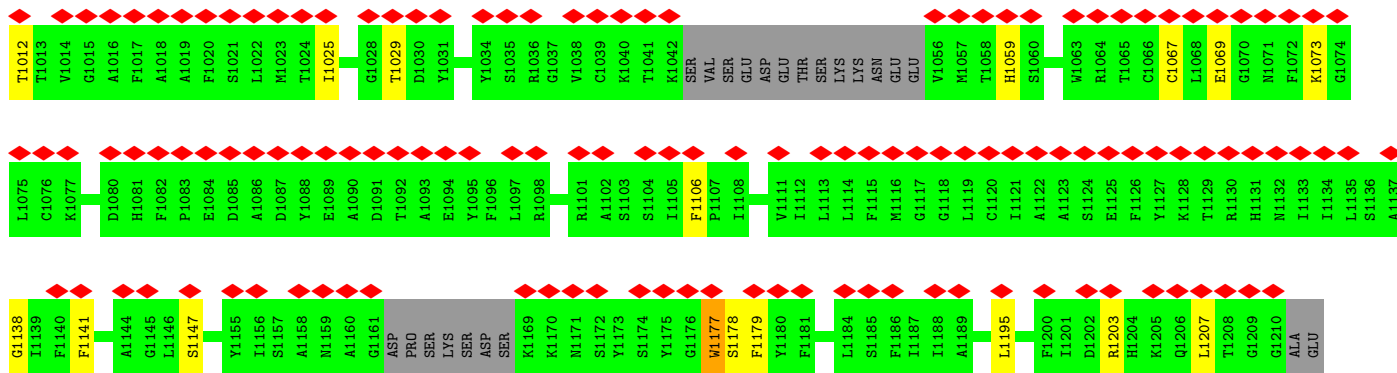 T1012 T1013 V1014 G1015 A1016 F1017 A1018 A1019 F1020 S1021 L1022 M1023 T1024 I1025 G1028 T1029 D1030 Y1031 Y1034 S1035 R1036 G1037 V1038 C1039 K1040 T1041 K1042 SER VAL SER GLU ASP GLU THR SER LYS LYS ASN GLU GLU V1056 M1057 T1058 H1059 S1060 W1063 R1064 T1065 C1066 C1067 L1068 E1069 G1070 N1071 F1072 K1073 G1074
L1075 C1076 K1077 D1080 H1081 F1082 P1083 E1084 D1085 A1086 D1087 Y1088 E1089 A1090 D1091 T1092 A1093 E1094 Y1095 F1096 L1097 R1098 R1101 A1102 S1103 S1104 I1105 F1106 P1107 I1108 V1111 I1112 L1113 L1114 F1115 M1116 G1117 G1118 L1119 C1120 I1121 A1122 A1123 S1124 E1125 F1126 Y1127 K1128 T1129 R1130 H1131 N1132 I1133 I1134 L1135 S1136 A1137
G1138 I1139 F1140 F1141 A1144 G1145 L1146 S1147 Y1155 I1156 S1157 A1158 N1159 A1160 G1161 ASP PRO SER LYS SER ASP SER K1169 K1170 N1171 S1172 Y1173 S1174 Y1175 G1176 W1177 S1178 F1179 Y1180 F1181 L1184 S1185 F1186 I1187 I1188 A1189 L1195 F1200 I1201 D1202 R1203 H1204 K1205 Q1206 L1207 T1208 G1209 G1210 ALA GLU